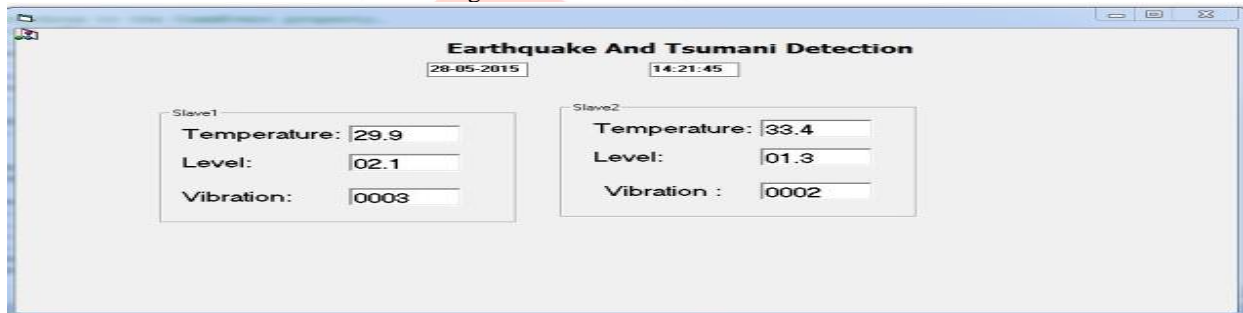 Earthquake And Tsumani Detection
28-05-2015 14:21:45
Slave1
Temperature: 29.9
Level: 02.1
Vibration: 0003
Slave2
Temperature: 33.4
Level: 01.3
Vibration : 0002